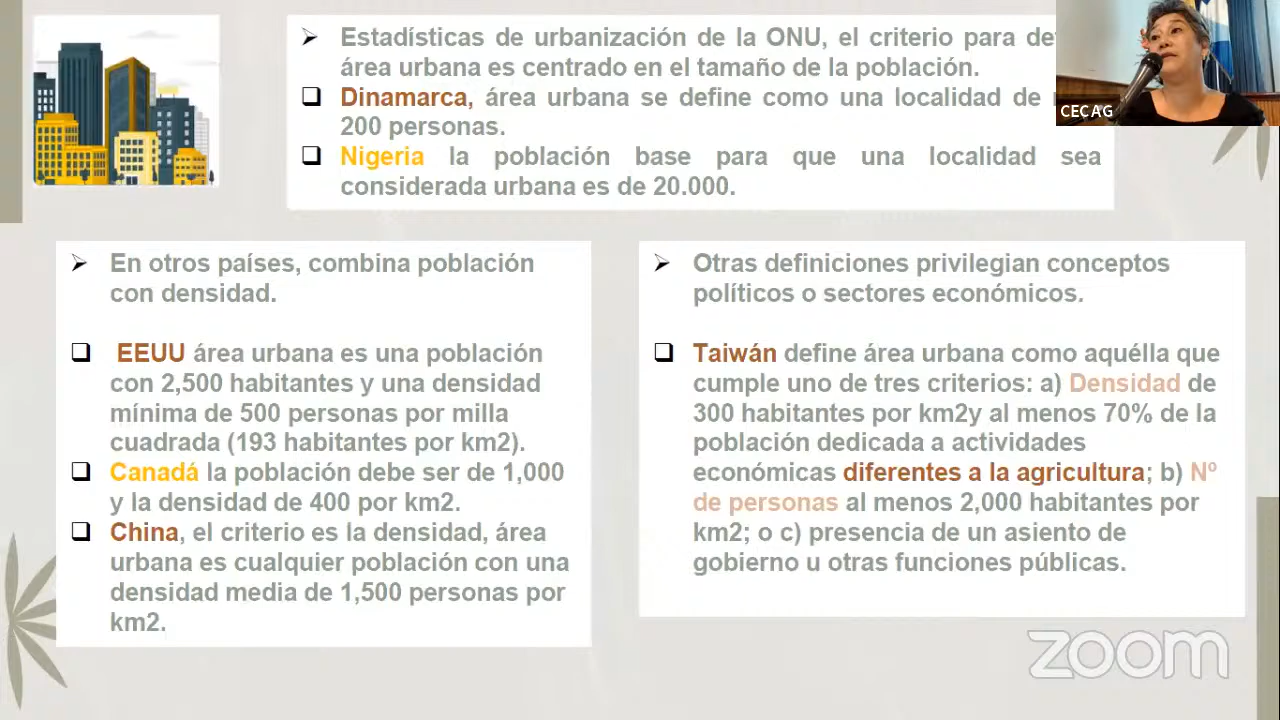 Estadísticas de urbanización de la ONU, el criterio para
área urbana es centrado en el tamaño de la población.
Dinamarca, área urbana se define como una localidad de
200 personas.
Nigeria la población base para que una localidad sea
considerada urbana es de 20.000.
CECAG
En otros países, combina población
con densidad.
EEUU área urbana es una población
con 2,500 habitantes y una densidad
mínima de 500 personas por milla
cuadrada (193 habitantes por km2).
Canadá la población debe ser de 1,000
y la densidad de 400 por km2.
China, el criterio es la densidad, área
urbana es cualquier población con una
densidad media de 1,500 personas por
km2.
Otras definiciones privilegian conceptos
políticos o sectores económicos.
Taiwán define área urbana como aquélla que
cumple uno de tres criterios: a) Densidad de
300 habitantes por km2y al menos 70% de la
población dedicada a actividades
económicas diferentes a la agricultura; b) Nº
de personas al menos 2,000 habitantes por
km2; o c) presencia de un asiento de
gobierno u otras funciones públicas.
zoom